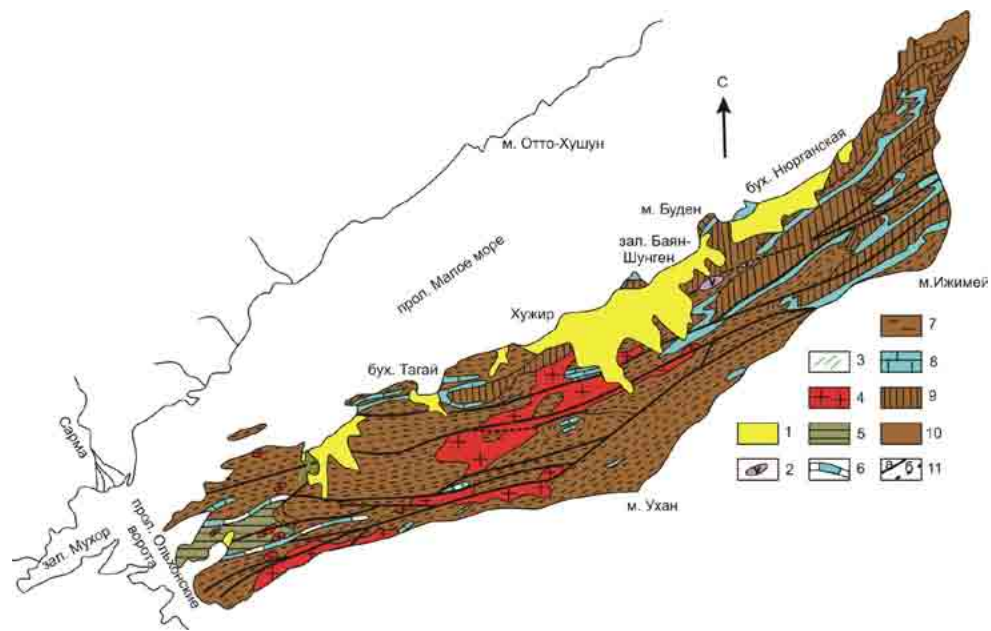 С
м. Отто-Хушун
бух. Нюрганская
м. Буден
зал. Баян-
Шунген
прол. Малое море
м.Ижимей
Хужир
бух. Тагай
Сарма
зал. Мухор
прол. Ольхонские
ворота
м. Ухан
7
3
8
4
9
1
5
10
2
6
а
б
11